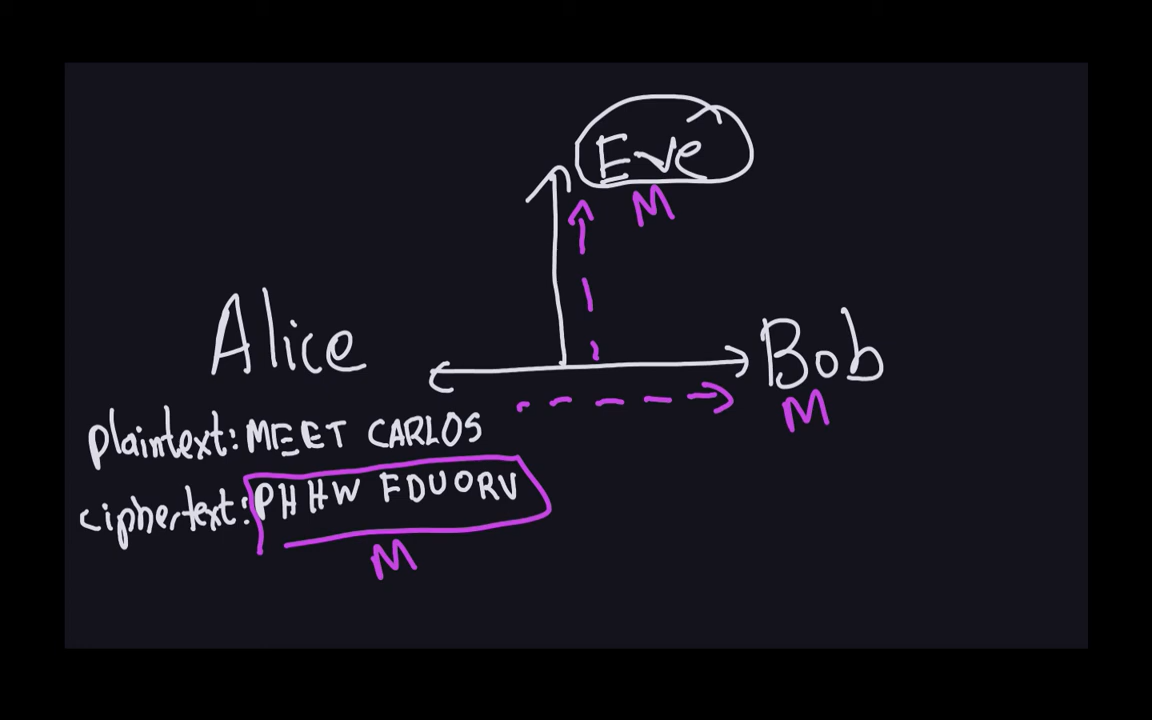 Eve
M
Alice
Bob
M
plaintext: MEET CARLOS
ciphertext: PHHW FDUORV
M